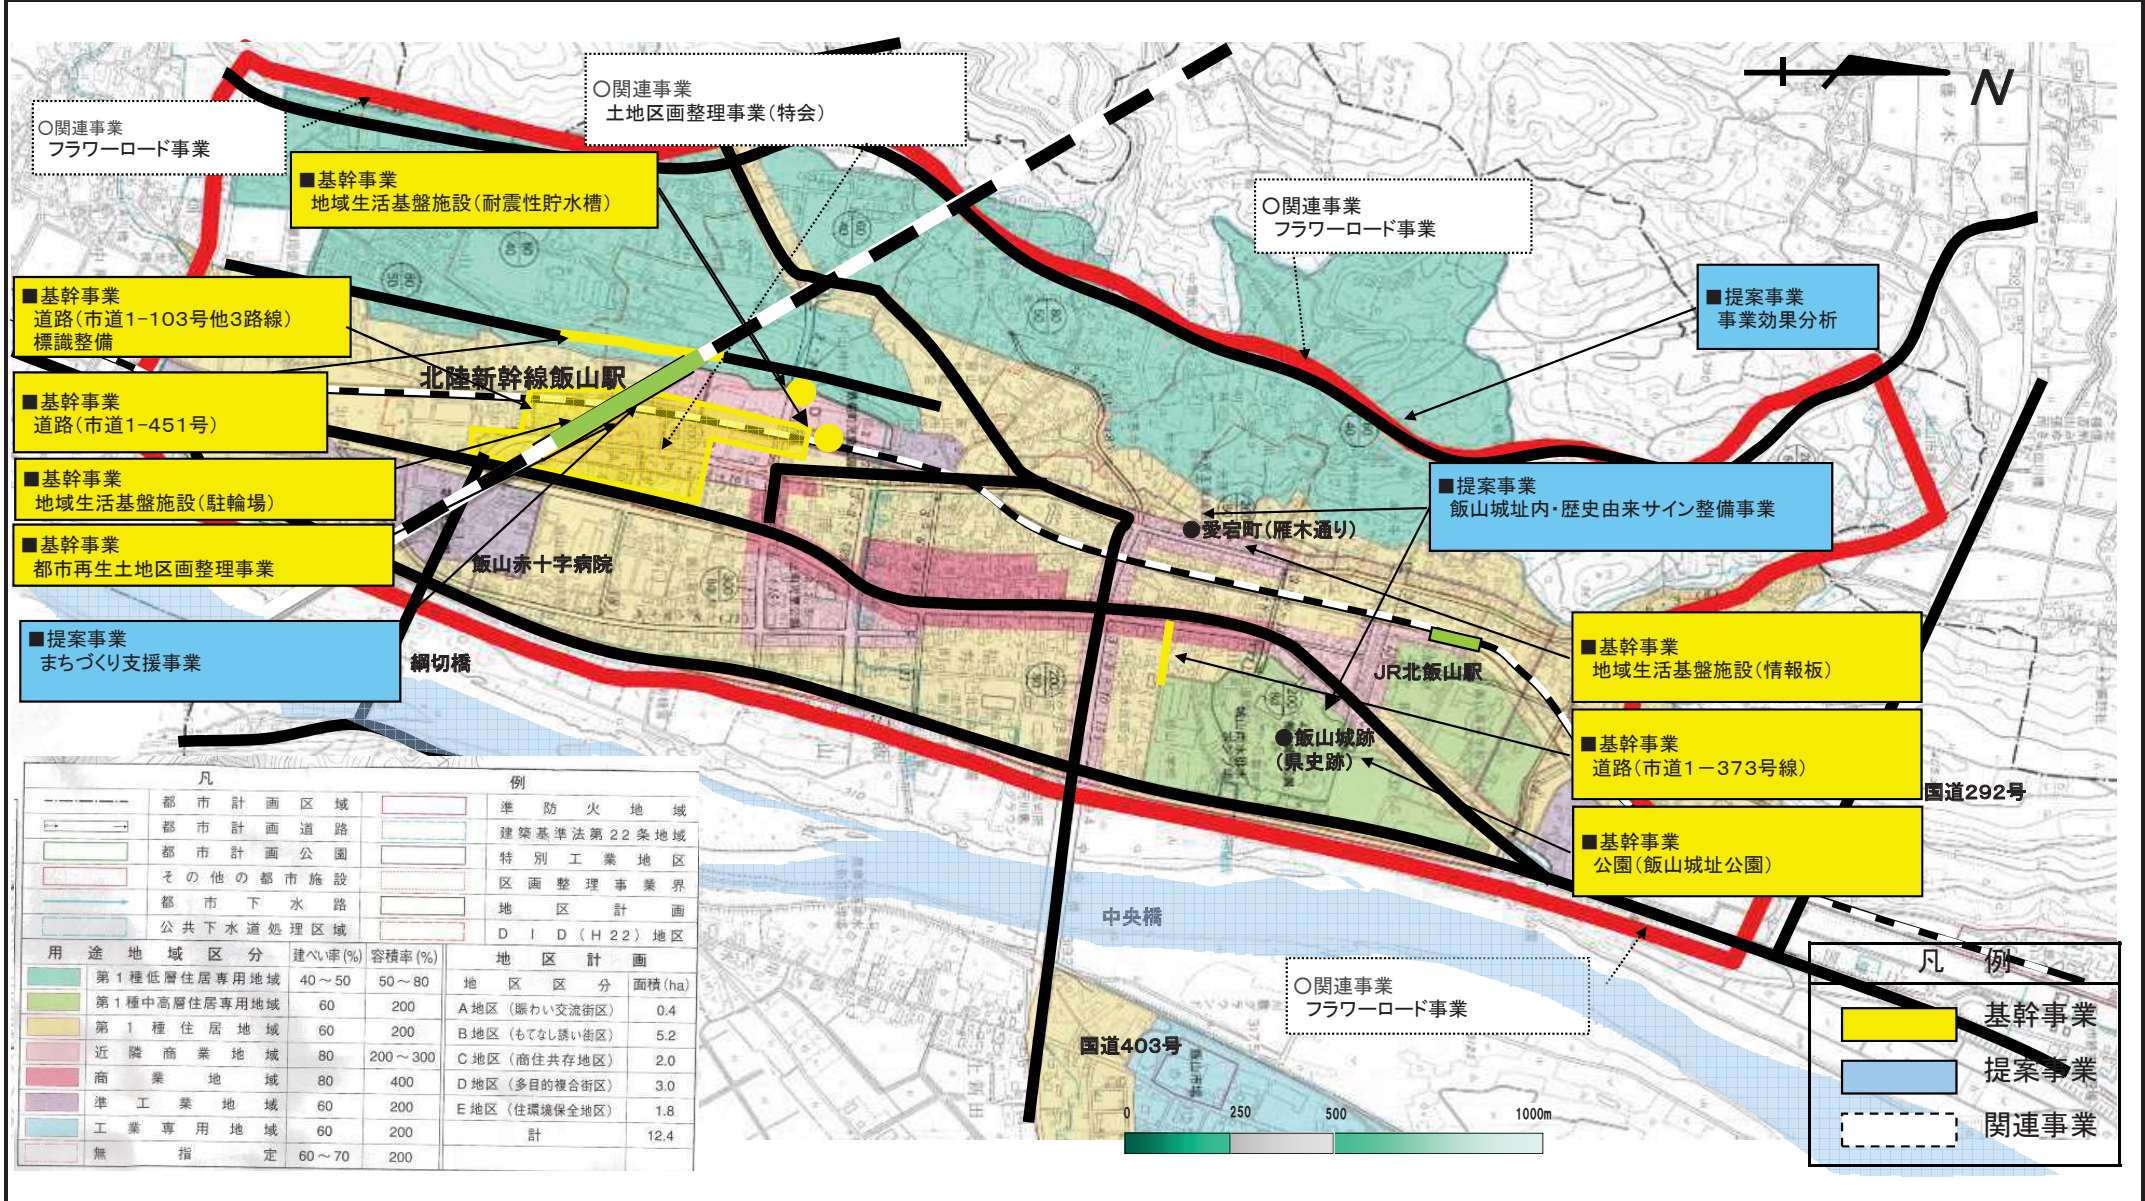 ○関連事業
フラワーロード事業
○関連事業
土地区画整理事業(特会)
N
■基幹事業
地域生活基盤施設(耐震性貯水槽)
○関連事業
フラワーロード事業
■提案事業
事業効果分析
■基幹事業
道路(市道1-103号他3路線)
標識整備
北陸新幹線飯山駅
■基幹事業
道路(市道1-451号)
■基幹事業
地域生活基盤施設(駐輪場)
■基幹事業
都市再生土地区画整理事業
■提案事業
飯山城址内・歴史由来サイン整備事業
●愛宕町(雁木通り)
飯山赤十字病院
■提案事業
まちづくり支援事業
綱切橋
JR北飯山駅
■基幹事業
地域生活基盤施設(情報板)
●飯山城跡
(県史跡)
■基幹事業
道路(市道1-373号線)
国道292号
■基幹事業
公園(飯山城址公園)
中央橋
○関連事業
フラワーロード事業
国道403号
0 250 500 1000m
凡例
基幹事業
提案事業
関連事業
凡例
都市計画区域 準防火地域
都市計画道路 建築基準法第22条地域
都市計画公園 特別工業地区
その他の都市施設 区画整理事業界
都市下水路 地区計画
公共下水道処理区域 DID(H22)地区
用途地域区分 建ぺい率(%) 容積率(%) 地区計画
第1種低層住居専用地域 40~50 50~80 地区区分 面積(ha)
第1種中高層住居専用地域 60 200 A地区(賑わい交流街区) 0.4
第1種住居地域 60 200 B地区(もてなし誘い街区) 5.2
近隣商業地域 80 200~300 C地区(商住共存地区) 2.0
商業地域 80 400 D地区(多目的複合街区) 3.0
準工業地域 60 200 E地区(住環境保全地区) 1.8
工業専用地域 60 200 計 12.4
無指定 60~70 200